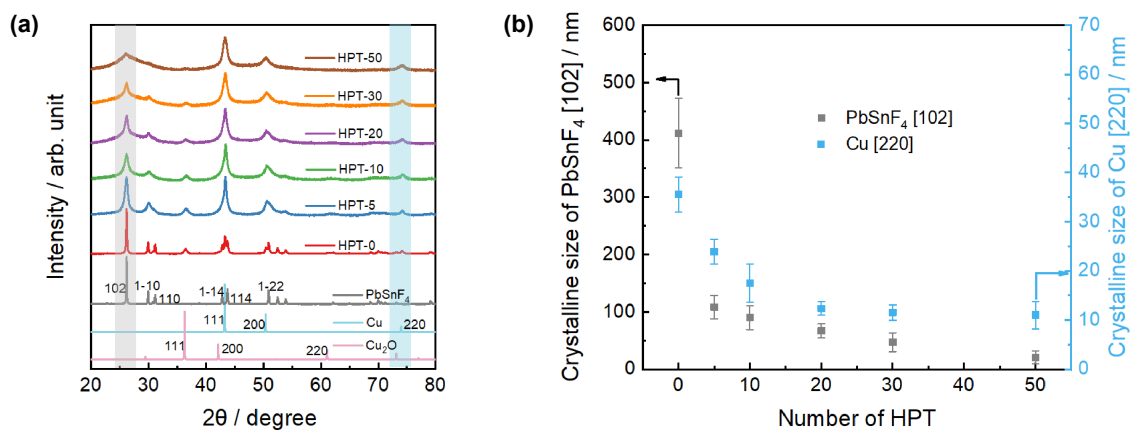 (a)
Intensity / arb. unit
HPT-50
HPT-30
HPT-20
HPT-10
HPT-5
HPT-0
102
1-10
110
1-14
114
1-22
PbSnF₄
111
200
220
Cu
111
200
220
Cu₂O
20 30 40 50 60 70 80
2θ / degree
(b)
Crystalline size of PbSnF₄ [102] / nm
600
500
400
300
200
100
0
PbSnF₄ [102]
Cu [220]
70
60
50
40
30
20
10
0
Crystalline size of Cu [220] / nm
0 10 20 30 40 50
Number of HPT